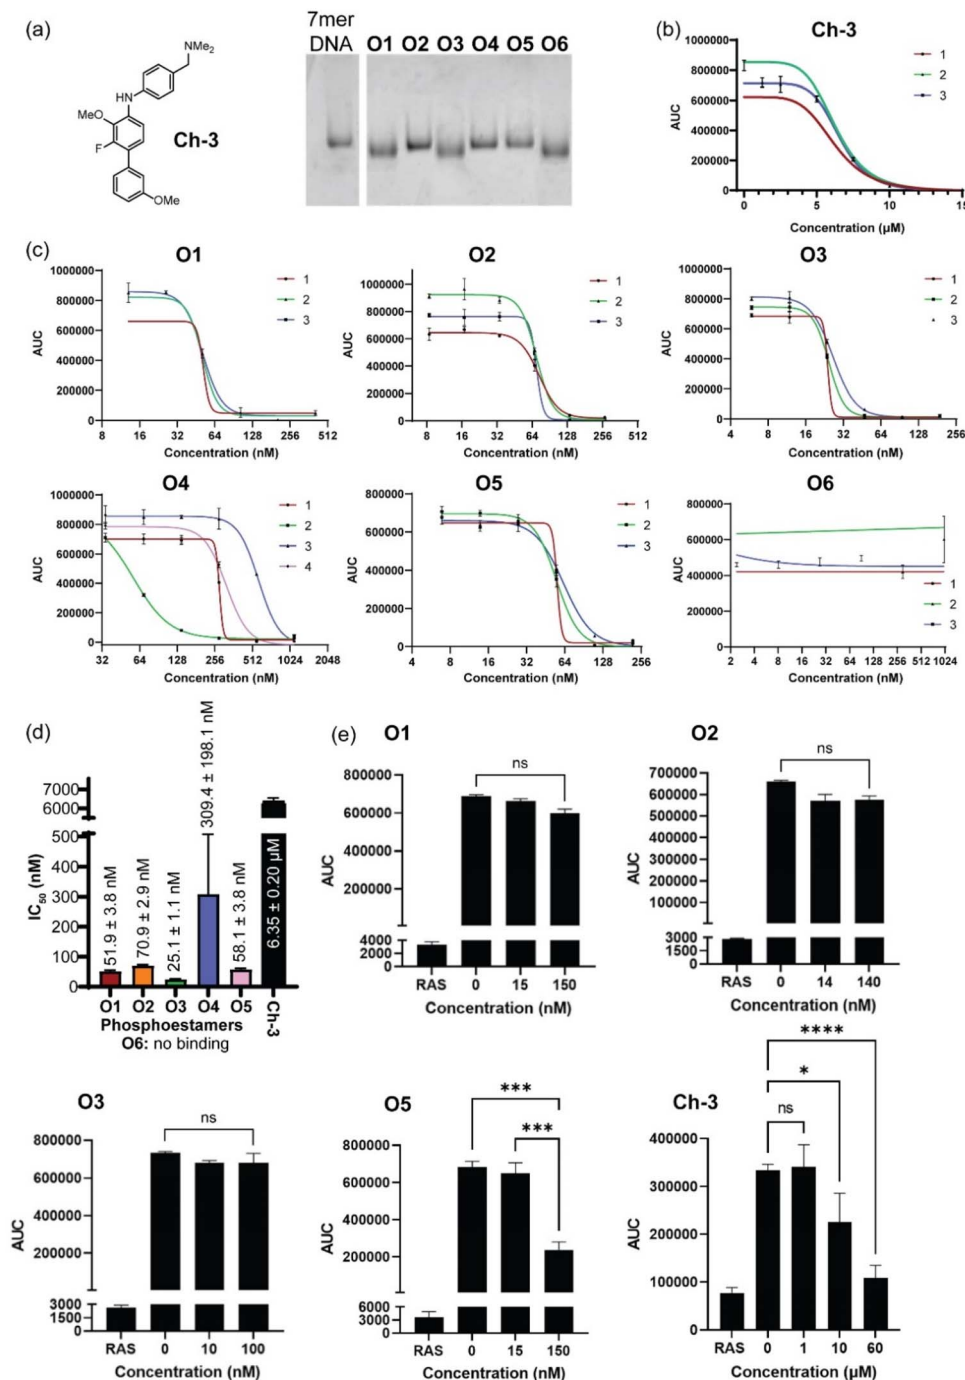 (a)
NMe2
HN
MeO
F
OMe
Ch-3
7mer
DNA O1 O2 O3 O4 O5 O6
(b)
Ch-3
1000000
800000
600000
400000
200000
0
AUC
0 5 10 15
Concentration (µM)
1
2
3
(c)
O1
1000000
800000
600000
400000
200000
0
AUC
8 16 32 64 128 256 512
Concentration (nM)
1
2
3
O2
1000000
800000
600000
400000
200000
0
AUC
8 16 32 64 128 256
Concentration (nM)
1
2
3
O3
1000000
800000
600000
400000
200000
0
AUC
4 8 16 32 64 128 256
Concentration (nM)
1
2
3
O4
1000000
800000
600000
400000
200000
0
AUC
32 64 128 256 512 1024 2048
Concentration (nM)
1
2
3
4
O5
800000
600000
400000
200000
0
AUC
4 8 16 32 64 128 256
Concentration (nM)
1
2
3
O6
800000
600000
400000
200000
0
AUC
2 4 8 16 32 64 128 256 512 1024
Concentration (nM)
1
2
3
(d)
7000
6000
500
400
300
200
100
0
IC50 (nM)
51.9 ± 3.8 nM
70.9 ± 2.9 nM
25.1 ± 1.1 nM
309.4 ± 198.1 nM
58.1 ± 3.8 nM
6.35 ± 0.20 µM
O1 O2 O3 O4 O5 Ch-3
Phosphoestamers
O6: no binding
(e)
O1
ns
800000
600000
400000
200000
4000
2000
0
AUC
RAS 0 15 150
Concentration (nM)
O2
ns
700000
600000
500000
400000
300000
200000
100000
3000
1500
0
AUC
RAS 0 14 140
Concentration (nM)
O3
ns
800000
600000
400000
200000
3000
1500
0
AUC
RAS 0 10 100
Concentration (nM)
O5
***
***
800000
600000
400000
200000
6000
3000
0
AUC
RAS 0 15 150
Concentration (nM)
Ch-3
****
*
ns
400000
300000
200000
100000
0
AUC
RAS 0 1 10 60
Concentration (µM)